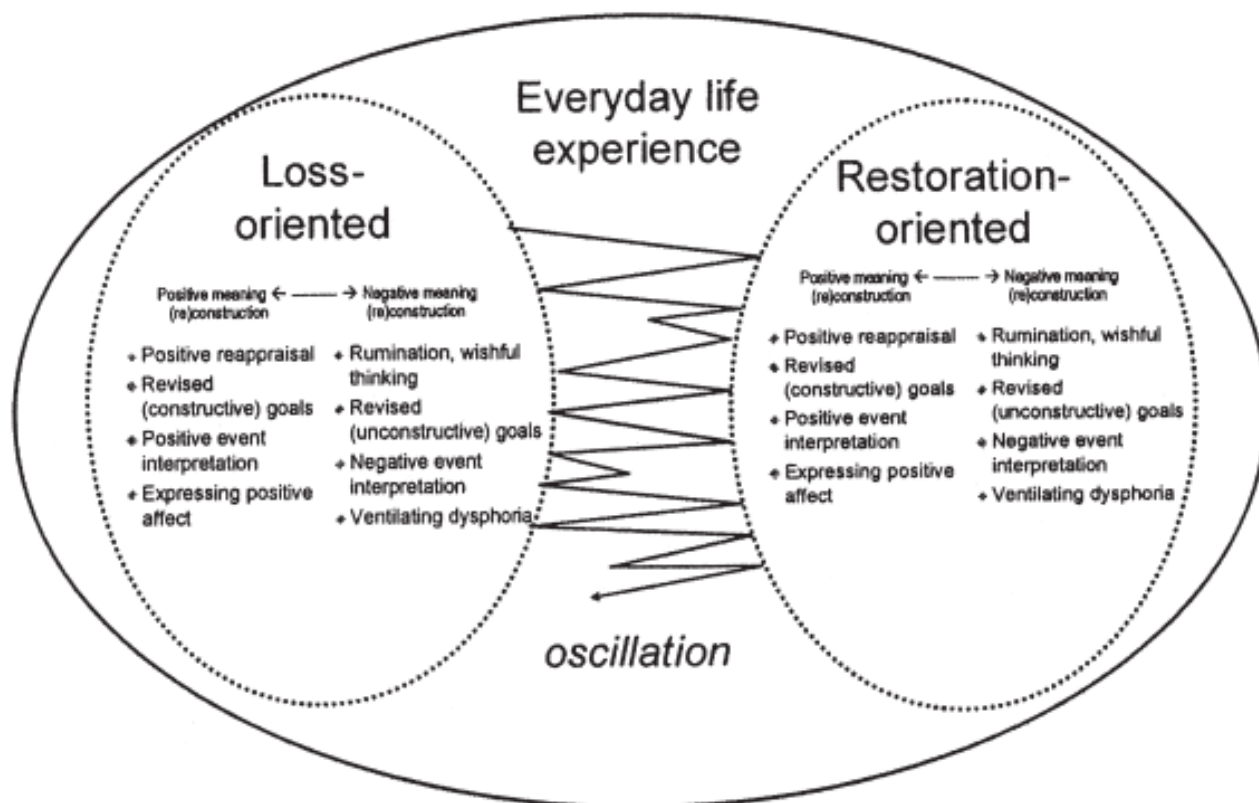 Everyday life
experience
Loss-
oriented
Positive meaning ← -------- → Negative meaning
(re)construction (re)construction
+ Positive reappraisal
+ Revised
(constructive) goals
+ Positive event
interpretation
+ Expressing positive
affect
+ Rumination, wishful
thinking
+ Revised
(unconstructive) goals
+ Negative event
interpretation
+ Ventilating dysphoria
Restoration-
oriented
Positive meaning ← -------- → Negative meaning
(re)construction (re)construction
+ Positive reappraisal
+ Revised
(constructive) goals
+ Positive event
interpretation
+ Expressing positive
affect
+ Rumination, wishful
thinking
+ Revised
(unconstructive) goals
+ Negative event
interpretation
+ Ventilating dysphoria
oscillation